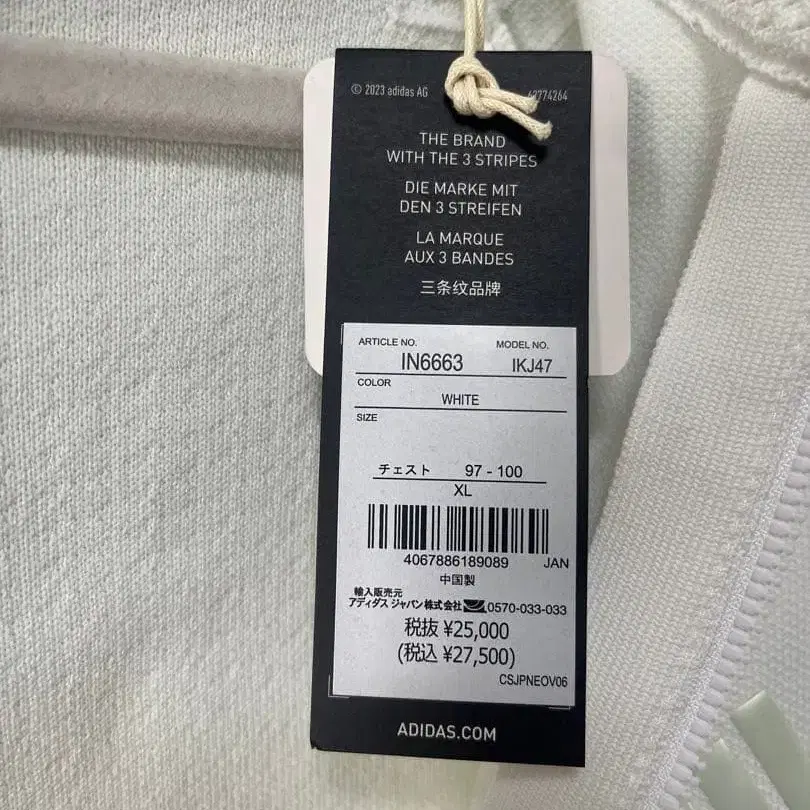 © 2023 adidas AG
THE BRAND
WITH THE 3 STRIPES
DIE MARKE MIT
DEN 3 STREIFEN
LA MARQUE
AUX 3 BANDES
三条纹品牌
ARTICLE NO. MODEL NO.
IN6663 IKJ47
COLOR
WHITE
SIZE
チェスト 97 - 100
XL
4067886189089 JAN
中国製
輸入販売元
アディダス ジャパン株式会社 0570-033-033
税抜 ¥25,000
(税込 ¥27,500)
CSJPNEOV06
ADIDAS.COM